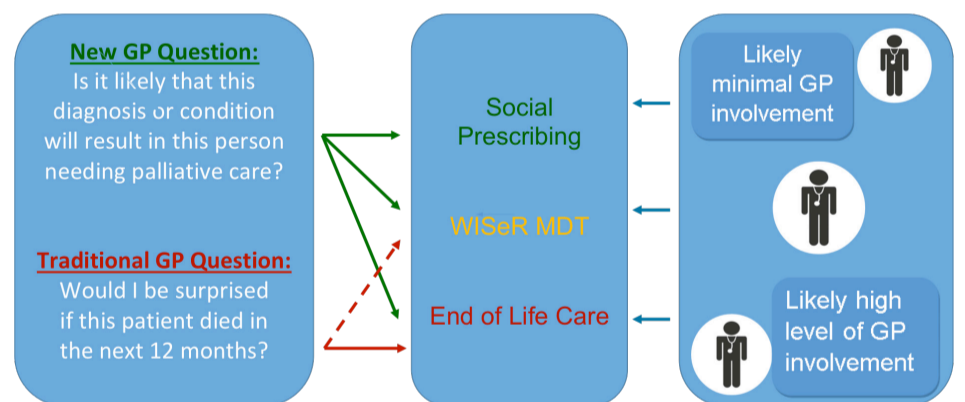 New GP Question:
Is it likely that this
diagnosis or condition
will result in this person
needing palliative care?
Traditional GP Question:
Would I be surprised
if this patient died in
the next 12 months?
Social
Prescribing
WISeR MDT
End of Life Care
Likely
minimal GP
involvement
Likely high
level of GP
involvement